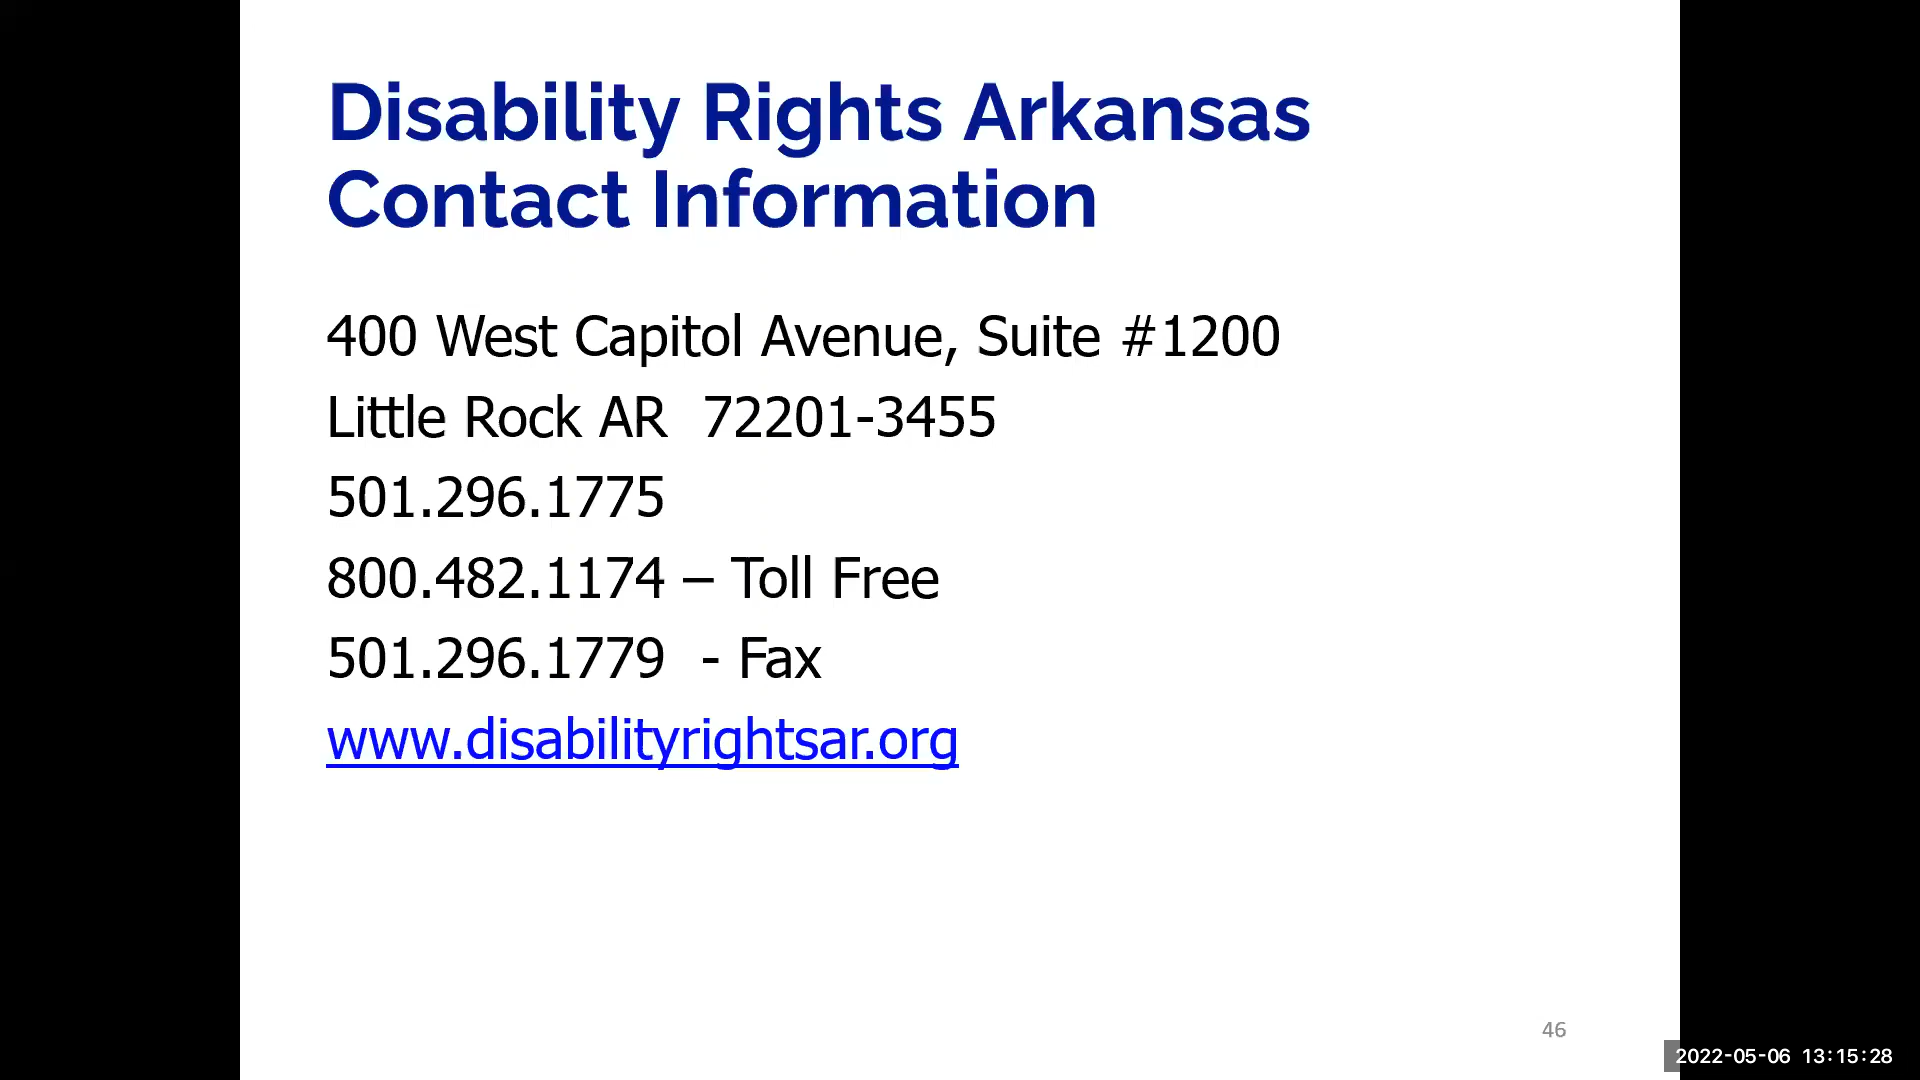 Disability Rights Arkansas
Contact Information
400 West Capitol Avenue, Suite #1200
Little Rock AR  72201-3455
501.296.1775
800.482.1174 – Toll Free
501.296.1779  - Fax
www.disabilityrightsar.org
46
2022-05-06 13:15:28